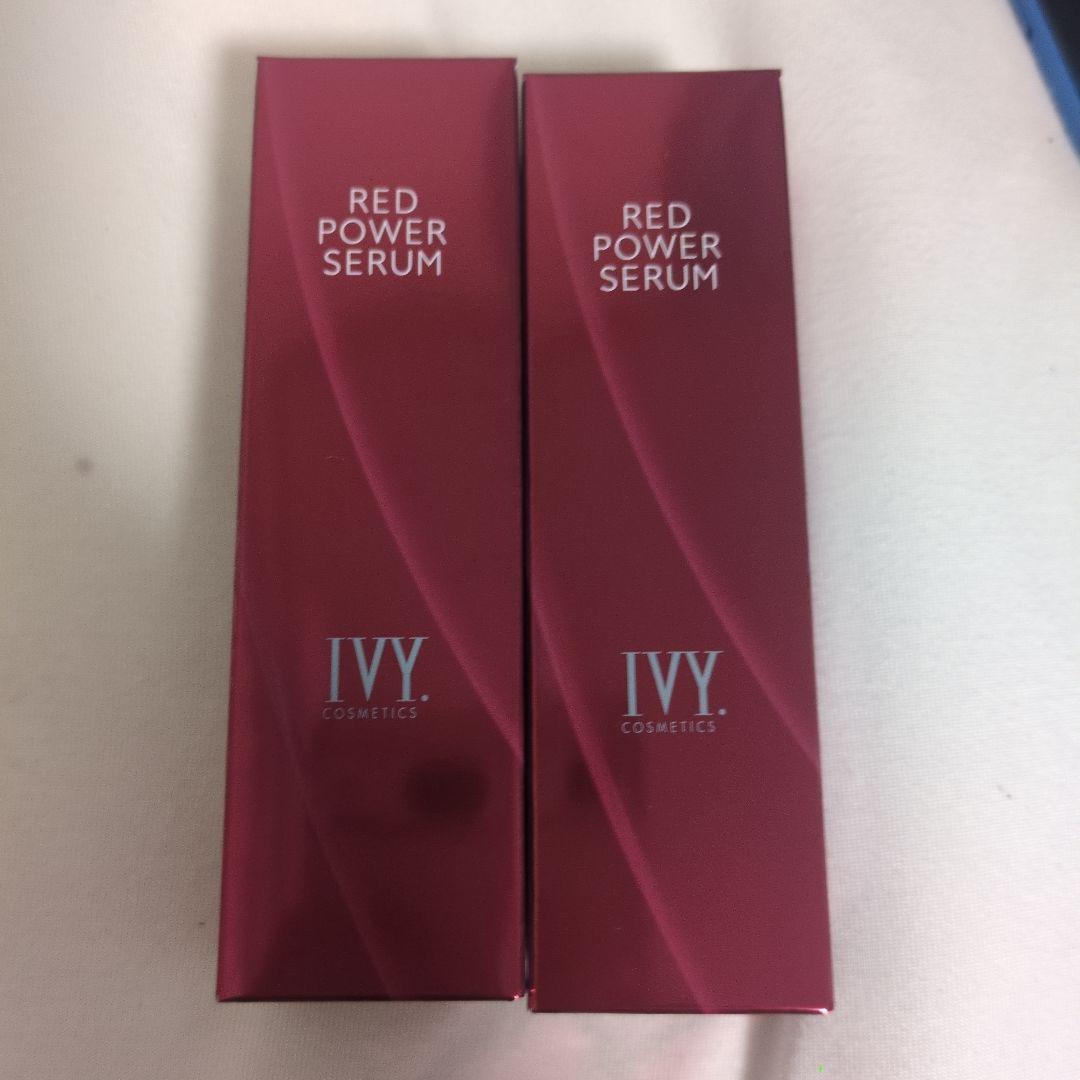 RED
POWER
SERUM
IVY.
COSMETICS
RED
POWER
SERUM
IVY.
COSMETICS